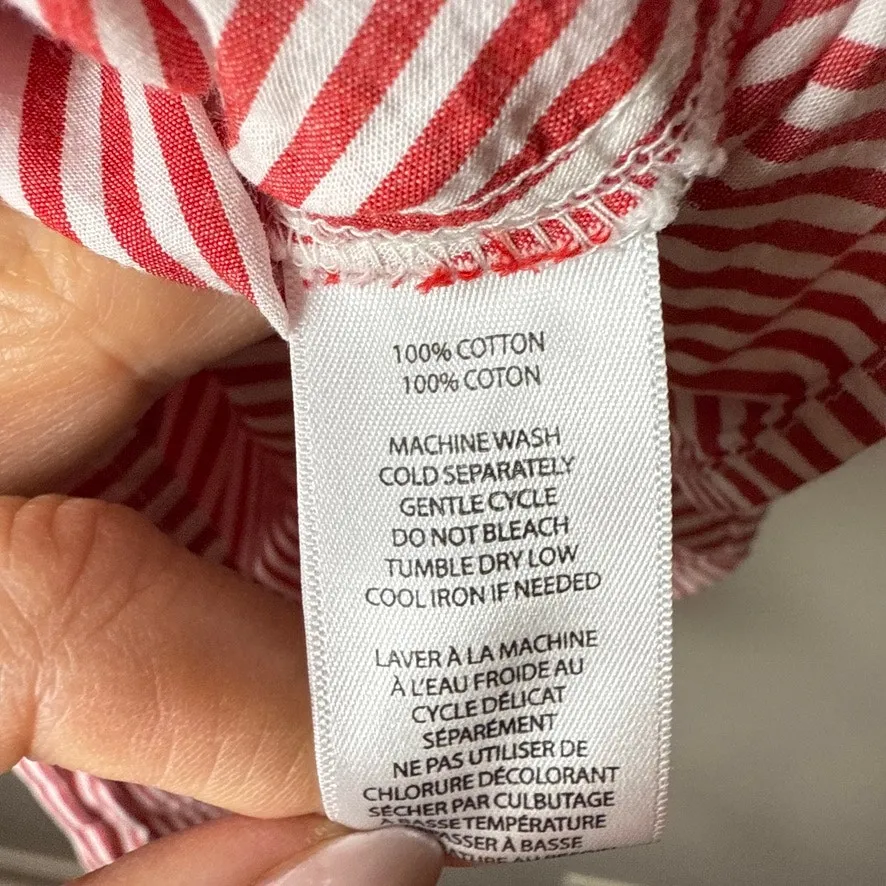 100% COTTON
100% COTON
MACHINE WASH
COLD SEPARATELY
GENTLE CYCLE
DO NOT BLEACH
TUMBLE DRY LOW
COOL IRON IF NEEDED
LAVER À LA MACHINE
À L'EAU FROIDE AU
CYCLE DÉLICAT
SÉPARÉMENT
NE PAS UTILISER DE
CHLORURE DÉCOLORANT
SÉCHER PAR CULBUTAGE
À BASSE TEMPÉRATURE
ASSER À BASSE